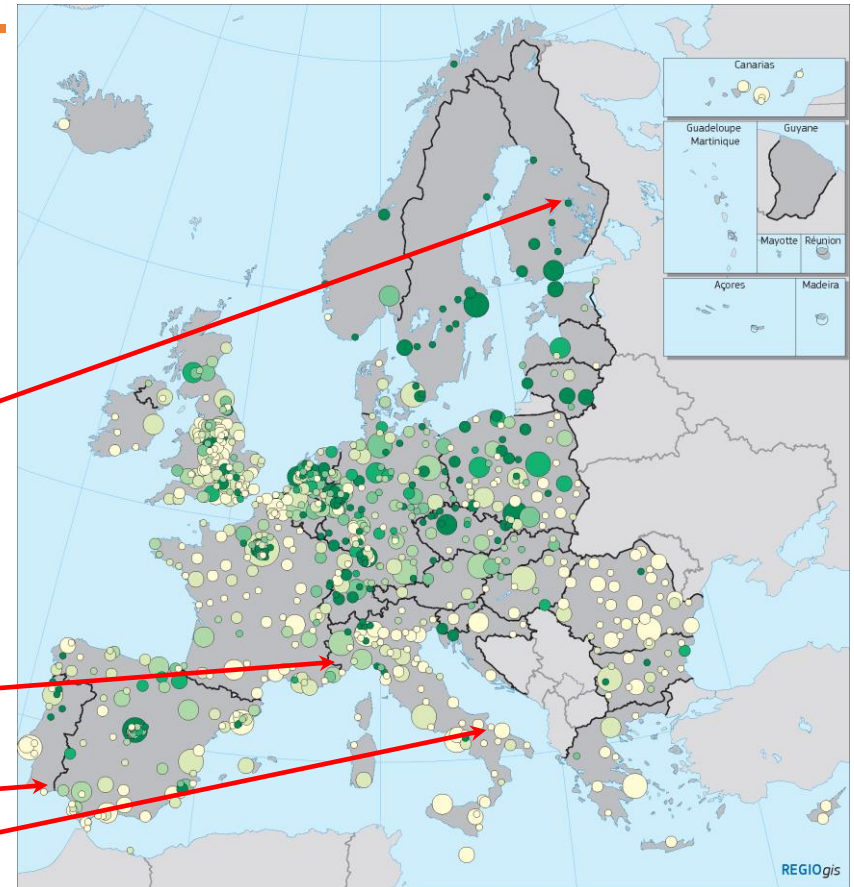 Canarias
Guadeloupe
Martinique
Guyane
Mayotte
Réunion
Açores
Madeira
REGIOgis